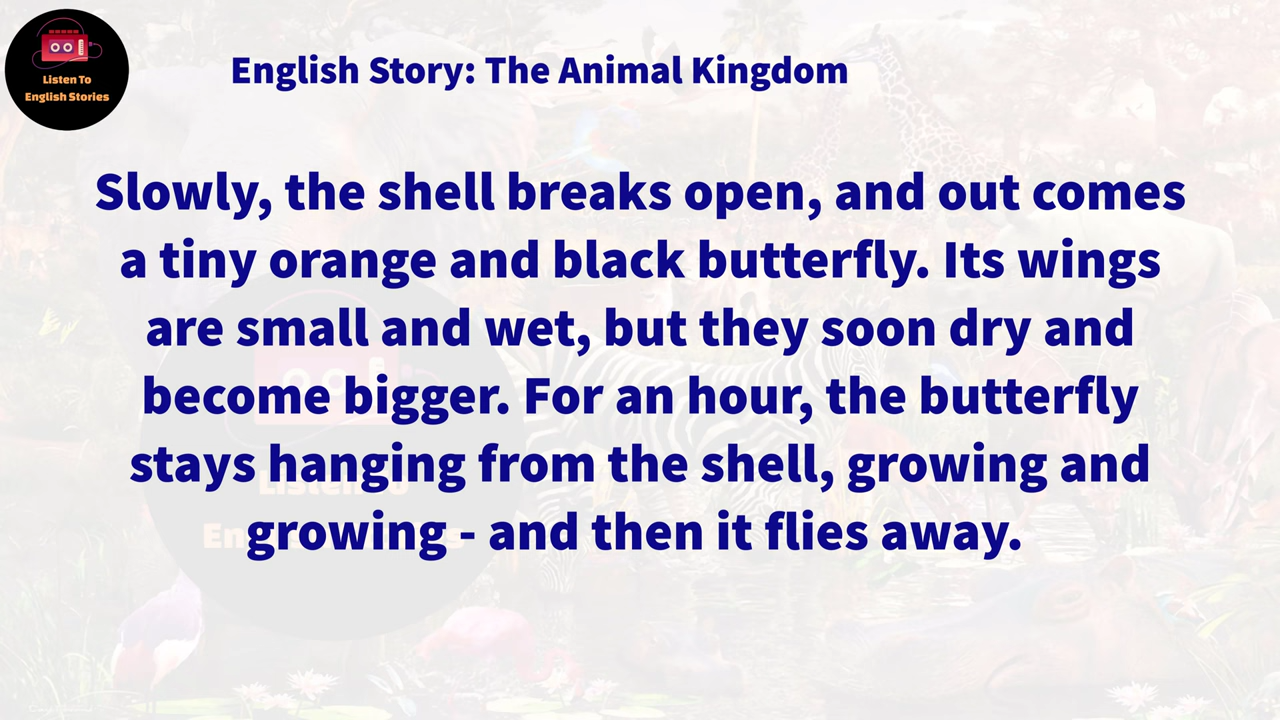 Listen To
English Stories
English Story: The Animal Kingdom
Slowly, the shell breaks open, and out comes
a tiny orange and black butterfly. Its wings
are small and wet, but they soon dry and
become bigger. For an hour, the butterfly
stays hanging from the shell, growing and
growing - and then it flies away.